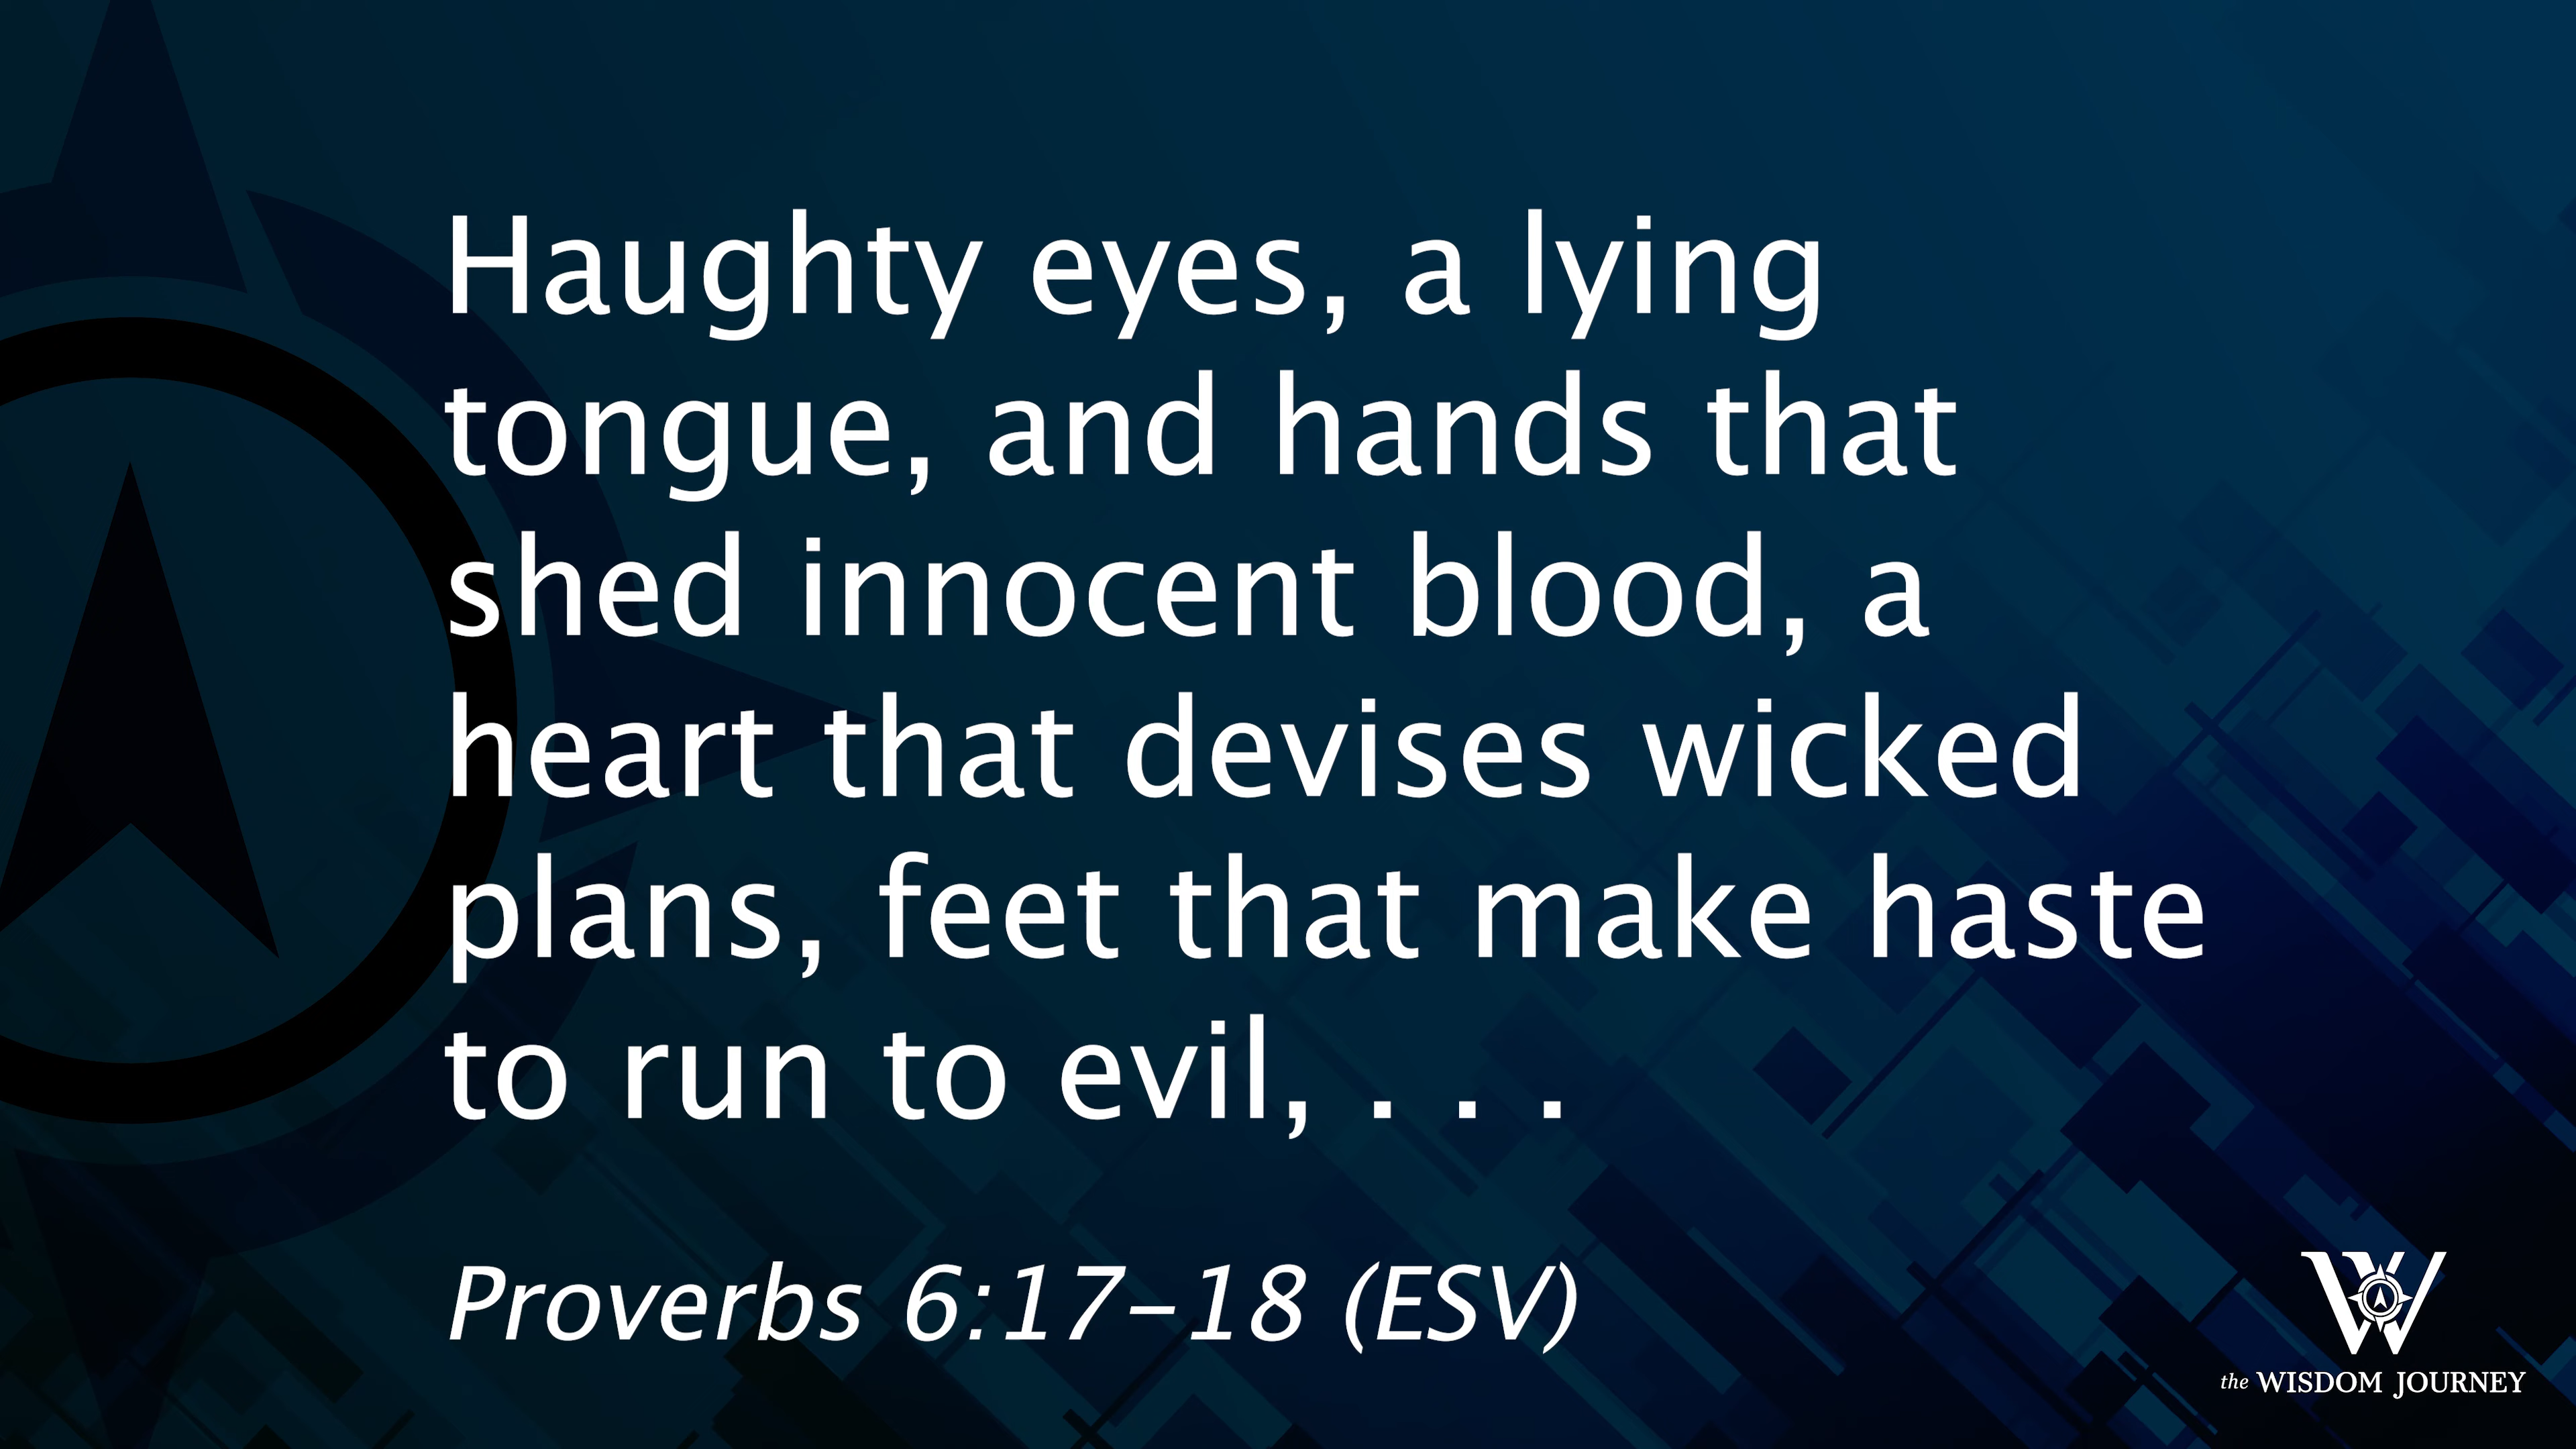 Haughty eyes, a lying
tongue, and hands that
shed innocent blood, a
heart that devises wicked
plans, feet that make haste
to run to evil, . . .
Proverbs 6:17–18 (ESV)
W
the WISDOM JOURNEY